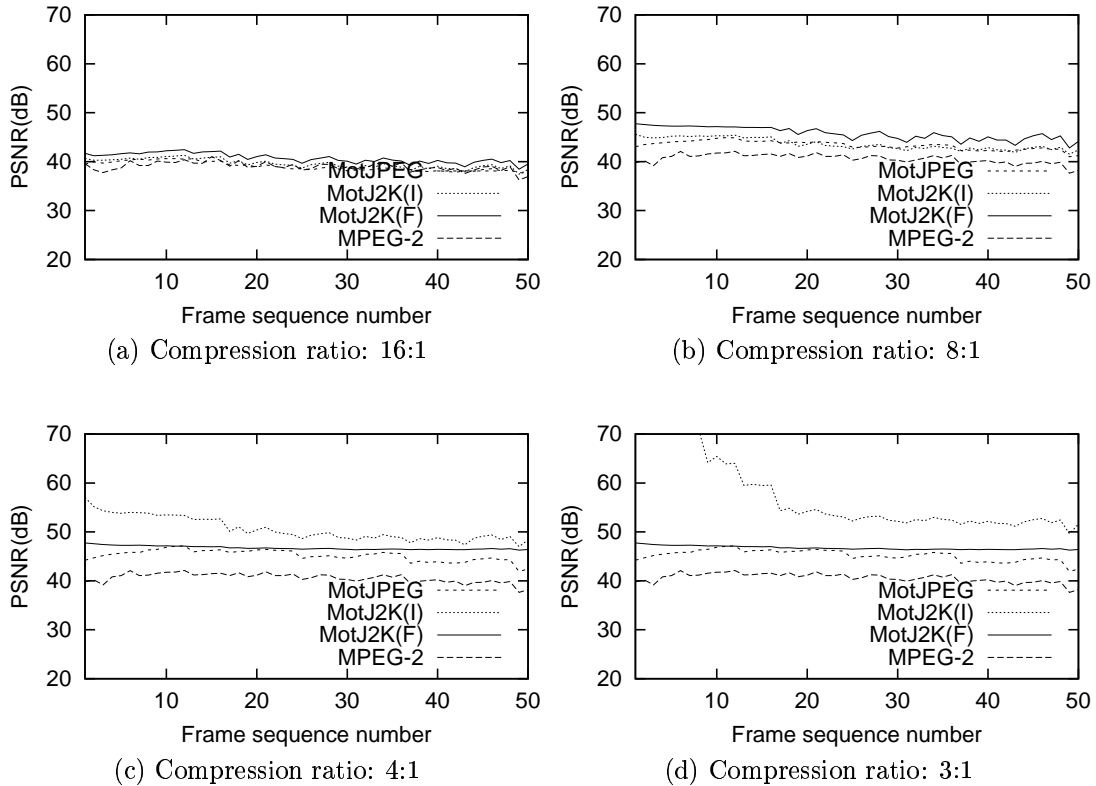 70
60
50
40
30
20
PSNR(dB)
MotJPEG
MotJ2K(I)
MotJ2K(F)
MPEG-2
10 20 30 40 50
Frame sequence number
(a) Compression ratio: 16:1
70
60
50
40
30
20
PSNR(dB)
MotJPEG
MotJ2K(I)
MotJ2K(F)
MPEG-2
10 20 30 40 50
Frame sequence number
(b) Compression ratio: 8:1
70
60
50
40
30
20
PSNR(dB)
MotJPEG
MotJ2K(I)
MotJ2K(F)
MPEG-2
10 20 30 40 50
Frame sequence number
(c) Compression ratio: 4:1
70
60
50
40
30
20
PSNR(dB)
MotJPEG
MotJ2K(I)
MotJ2K(F)
MPEG-2
10 20 30 40 50
Frame sequence number
(d) Compression ratio: 3:1